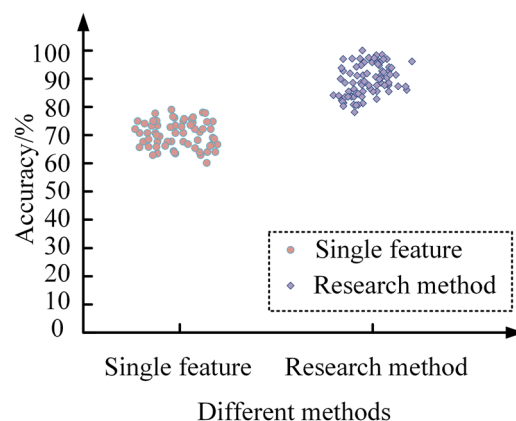 Accuracy/%
100
90
80
70
60
50
40
30
20
10
0
Single feature
Research method
Single feature
Research method
Different methods